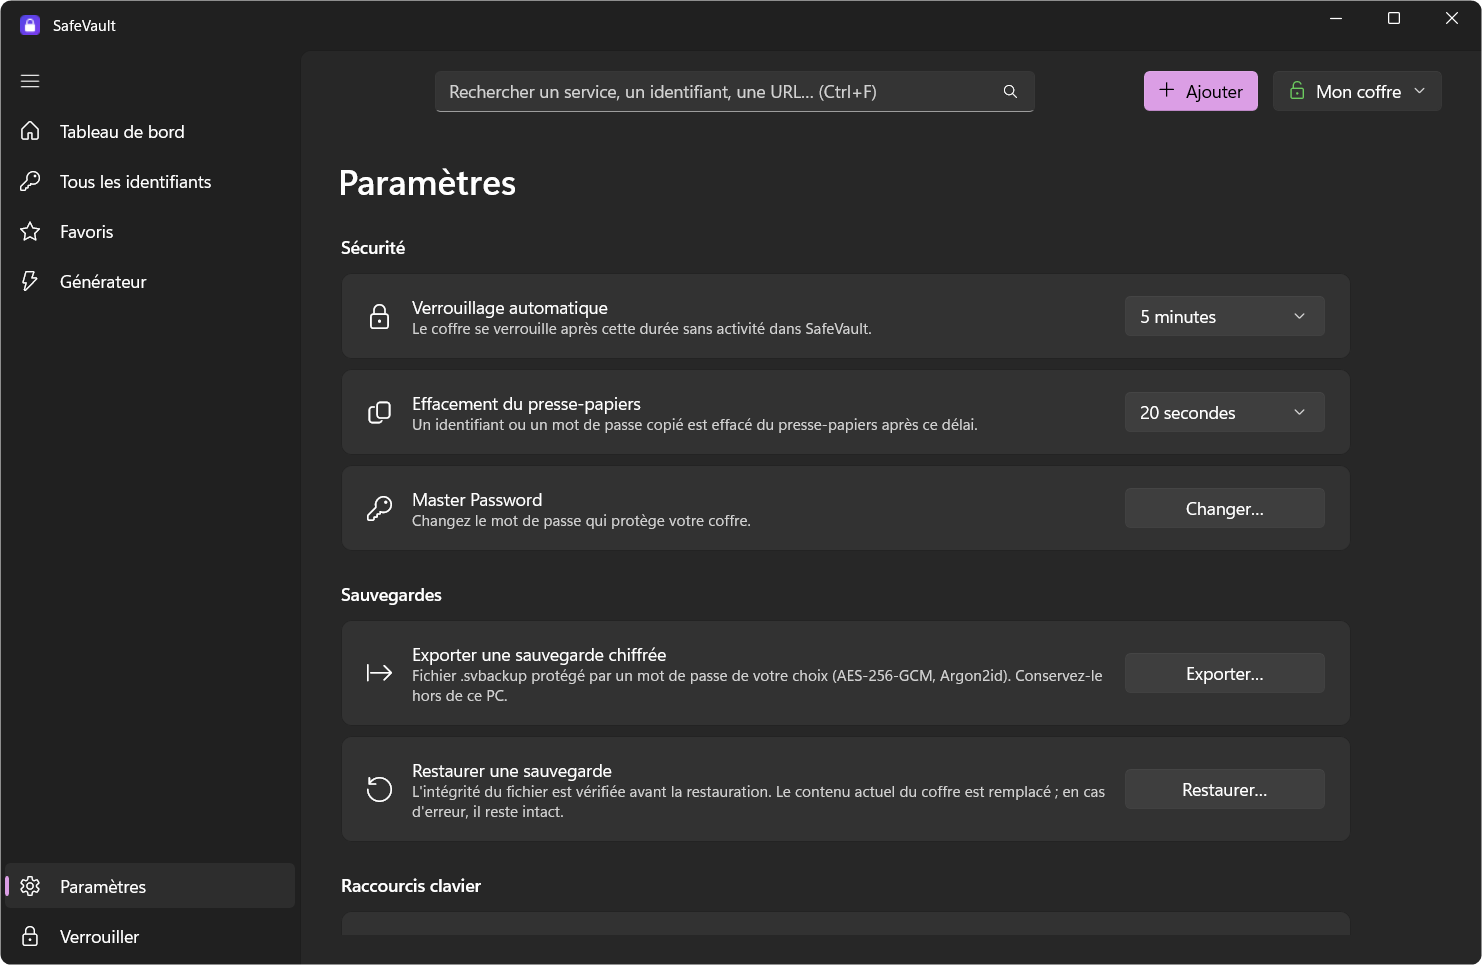 SafeVault
Rechercher un service, un identifiant, une URL... (Ctrl+F)
Ajouter
Mon coffre
Tableau de bord
Tous les identifiants
Favoris
Générateur
Paramètres
Verrouiller
Paramètres
Sécurité
Verrouillage automatique
Le coffre se verrouille après cette durée sans activité dans SafeVault.
5 minutes
Effacement du presse-papiers
Un identifiant ou un mot de passe copié est effacé du presse-papiers après ce délai.
20 secondes
Master Password
Changez le mot de passe qui protège votre coffre.
Changer...
Sauvegardes
Exporter une sauvegarde chiffrée
Fichier .svbackup protégé par un mot de passe de votre choix (AES-256-GCM, Argon2id). Conservez-le
hors de ce PC.
Exporter...
Restaurer une sauvegarde
L'intégrité du fichier est vérifiée avant la restauration. Le contenu actuel du coffre est remplacé ; en cas
d'erreur, il reste intact.
Restaurer...
Raccourcis clavier